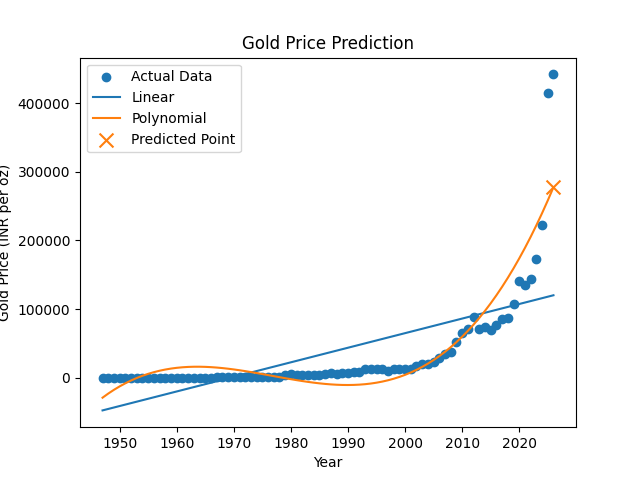 Gold Price Prediction
Actual Data
Linear
Polynomial
Predicted Point
400000
300000
200000
100000
0
Gold Price (INR per oz)
1950 1960 1970 1980 1990 2000 2010 2020
Year